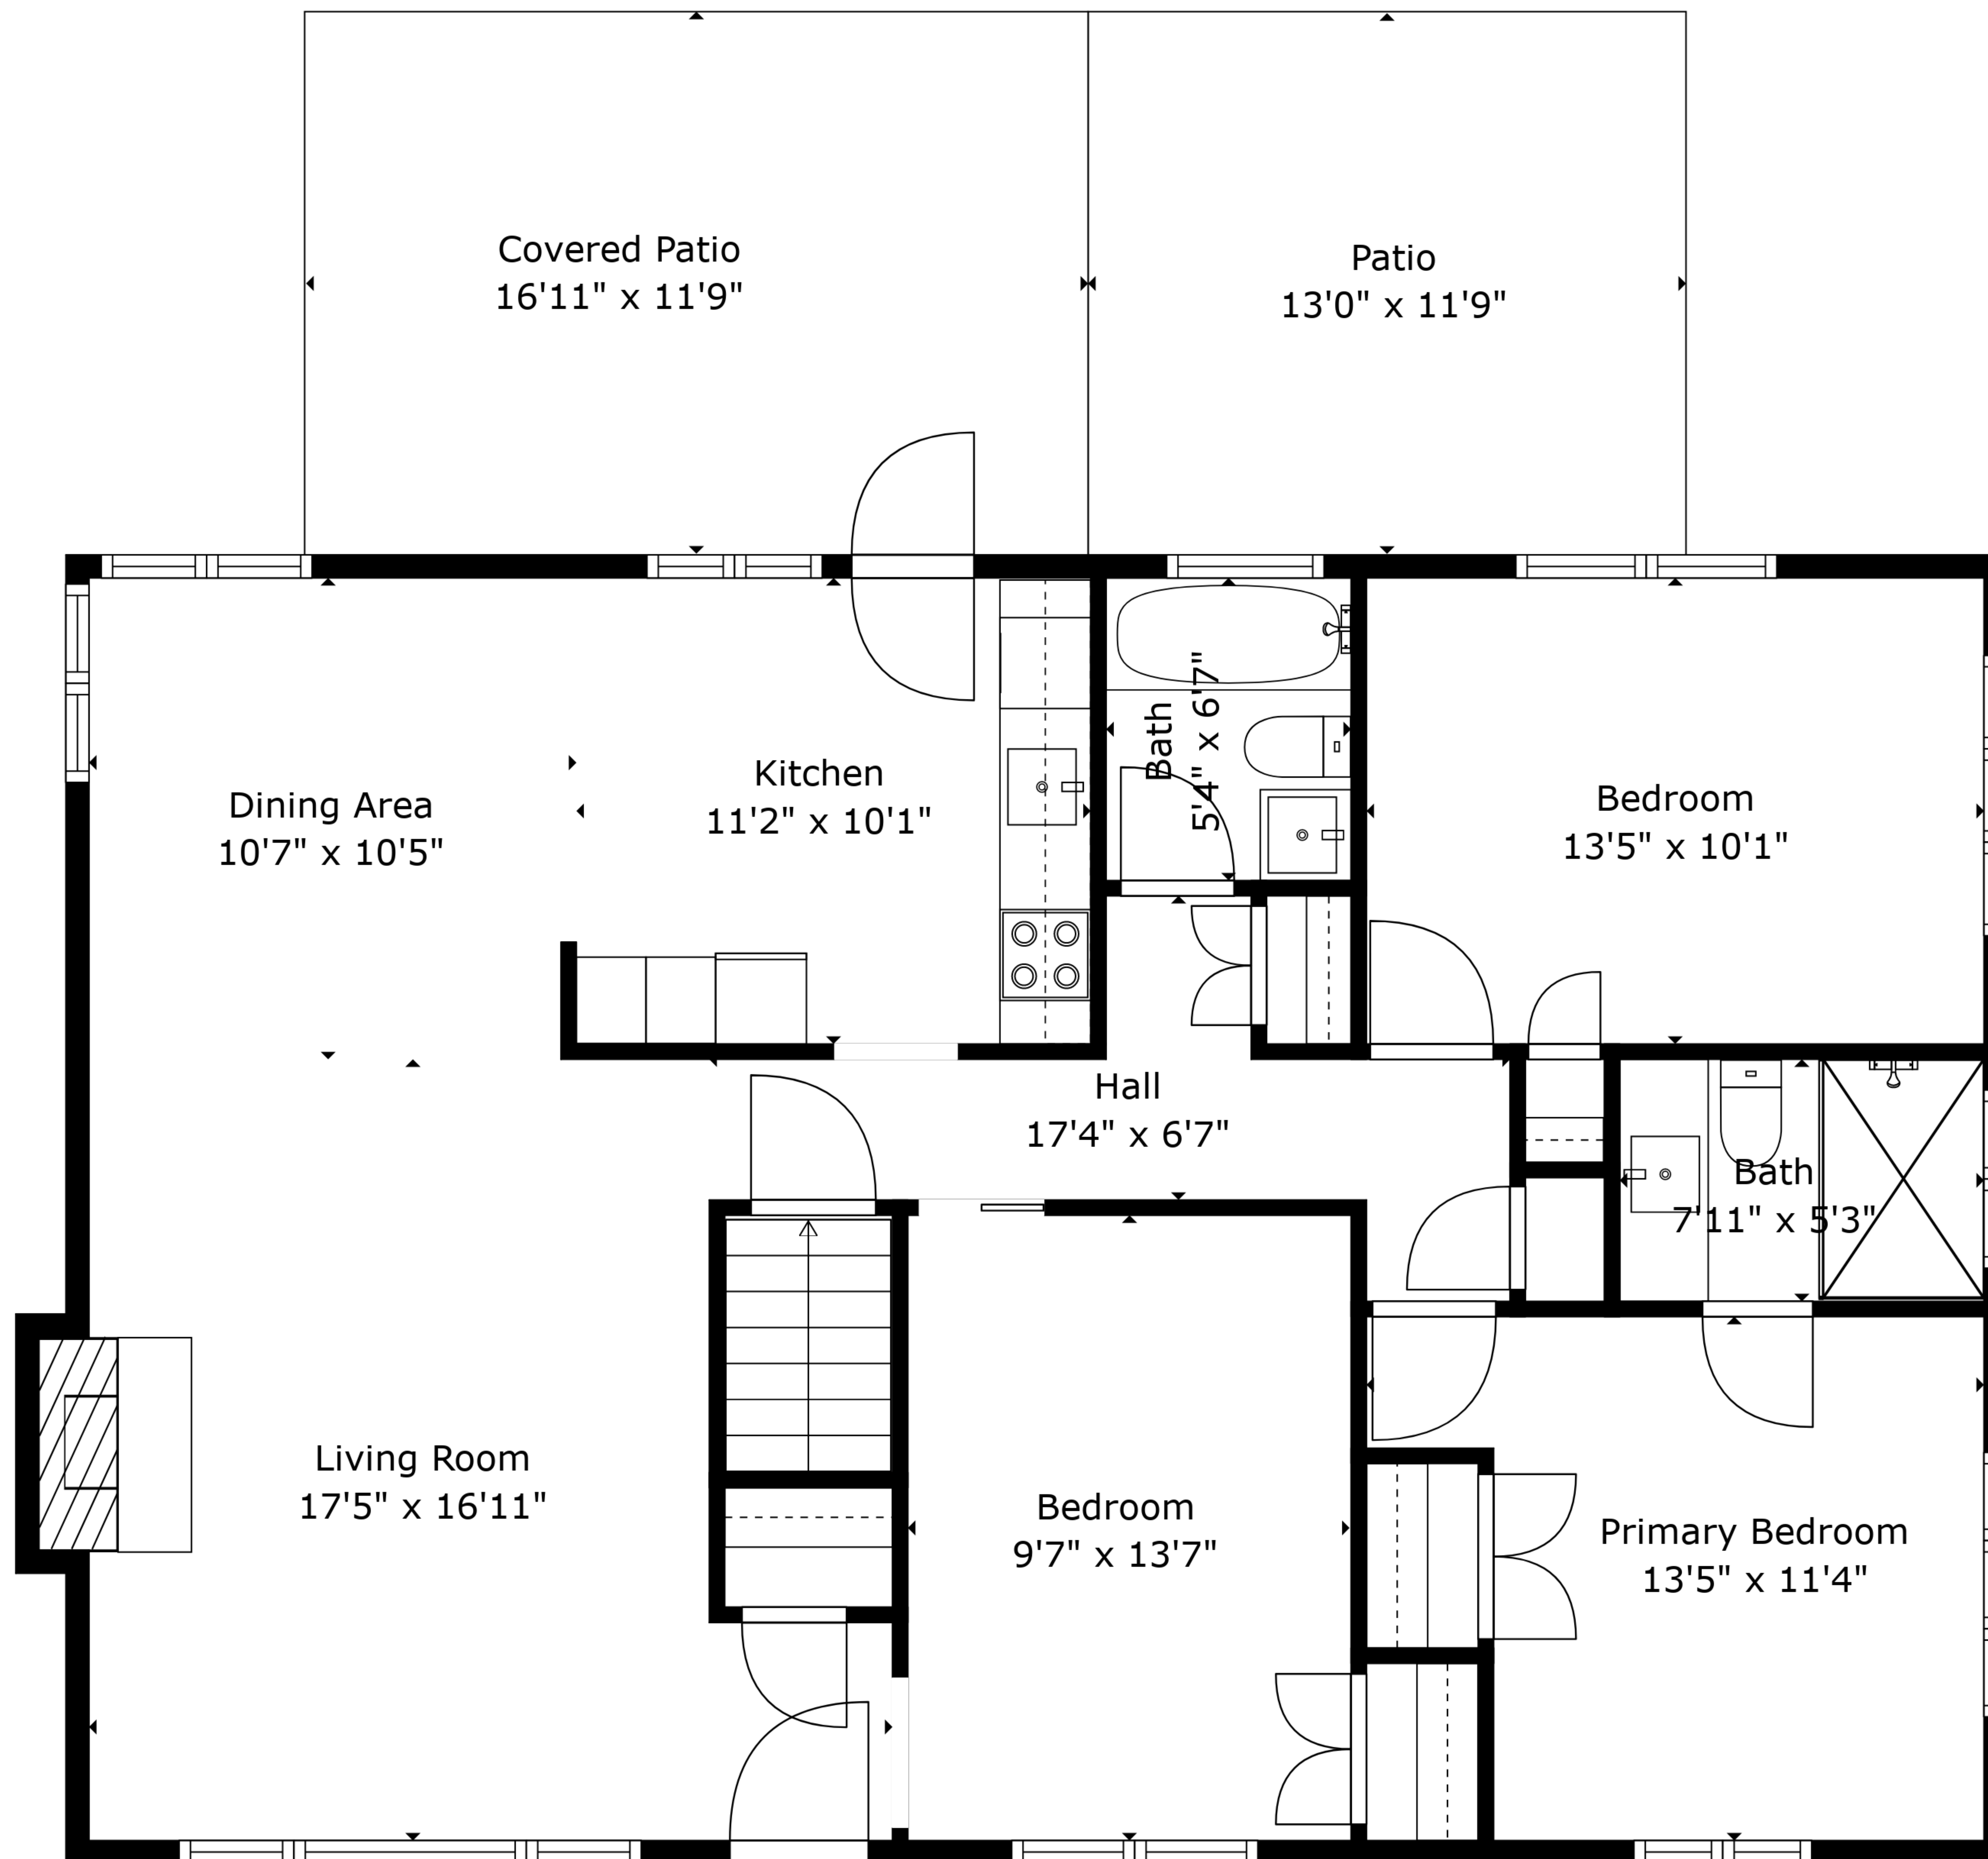 Covered Patio
16'11" x 11'9"
Patio
13'0" x 11'9"
Dining Area
10'7" x 10'5"
Kitchen
11'2" x 10'1"
Bath
5'4" x 6'7"
Bedroom
13'5" x 10'1"
Hall
17'4" x 6'7"
Bath
7'11" x 5'3"
Living Room
17'5" x 16'11"
Bedroom
9'7" x 13'7"
Primary Bedroom
13'5" x 11'4"